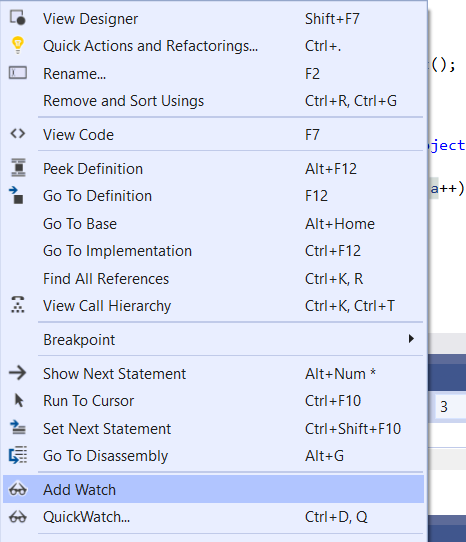 View Designer Shift+F7
Quick Actions and Refactorings... Ctrl+.
Rename... F2
();
Remove and Sort Usings Ctrl+R, Ctrl+G
View Code F7
bject
Peek Definition Alt+F12
a++)
Go To Definition F12
Go To Base Alt+Home
Go To Implementation Ctrl+F12
Find All References Ctrl+K, R
View Call Hierarchy Ctrl+K, Ctrl+T
Breakpoint
Show Next Statement Alt+Num *
Run To Cursor Ctrl+F10
3
Set Next Statement Ctrl+Shift+F10
Go To Disassembly Alt+G
Add Watch
QuickWatch... Ctrl+D, Q